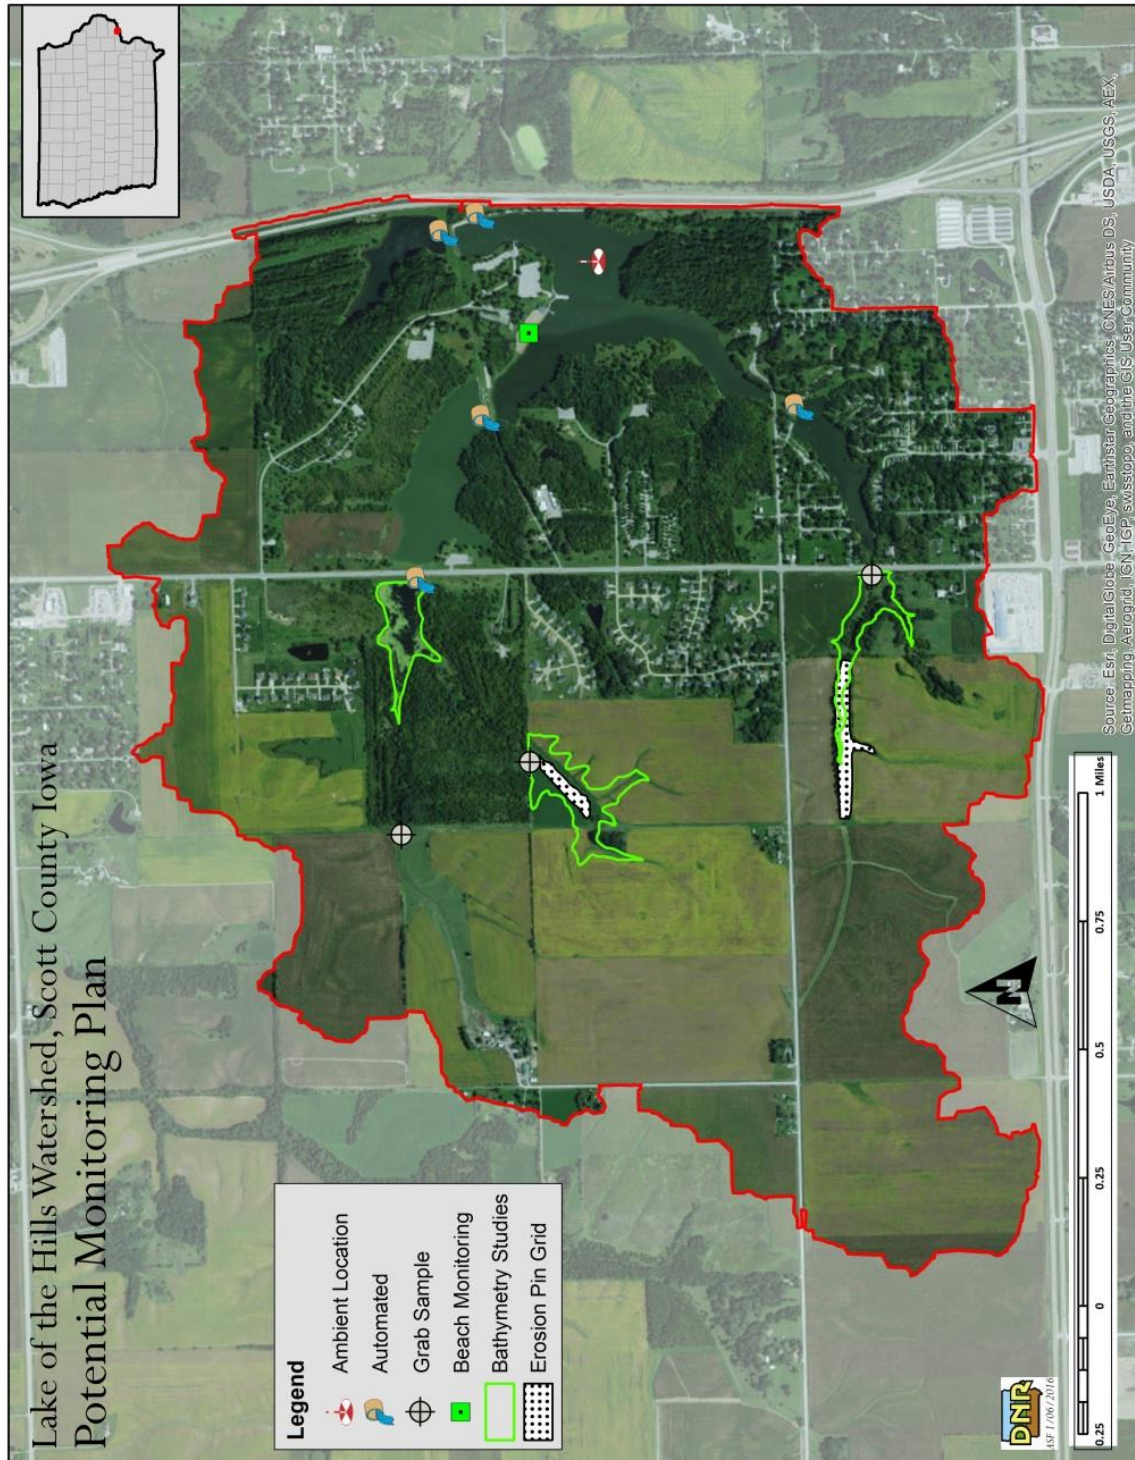 Lake of the Hills Watershed, Scott County Iowa
Potential Monitoring Plan
Legend
Ambient Location
Automated
Grab Sample
Beach Monitoring
Bathymetry Studies
Erosion Pin Grid
N
DNR
ASF 1/06/2016
0.25 0 0.25 0.5 0.75 1 Miles
Source: Esri, DigitalGlobe, GeoEye, Earthstar Geographics, CNES/Airbus DS, USDA, USGS, AEX,
Getmapping, Aerogrid, IGN, IGP, swisstopo, and the GIS User Community